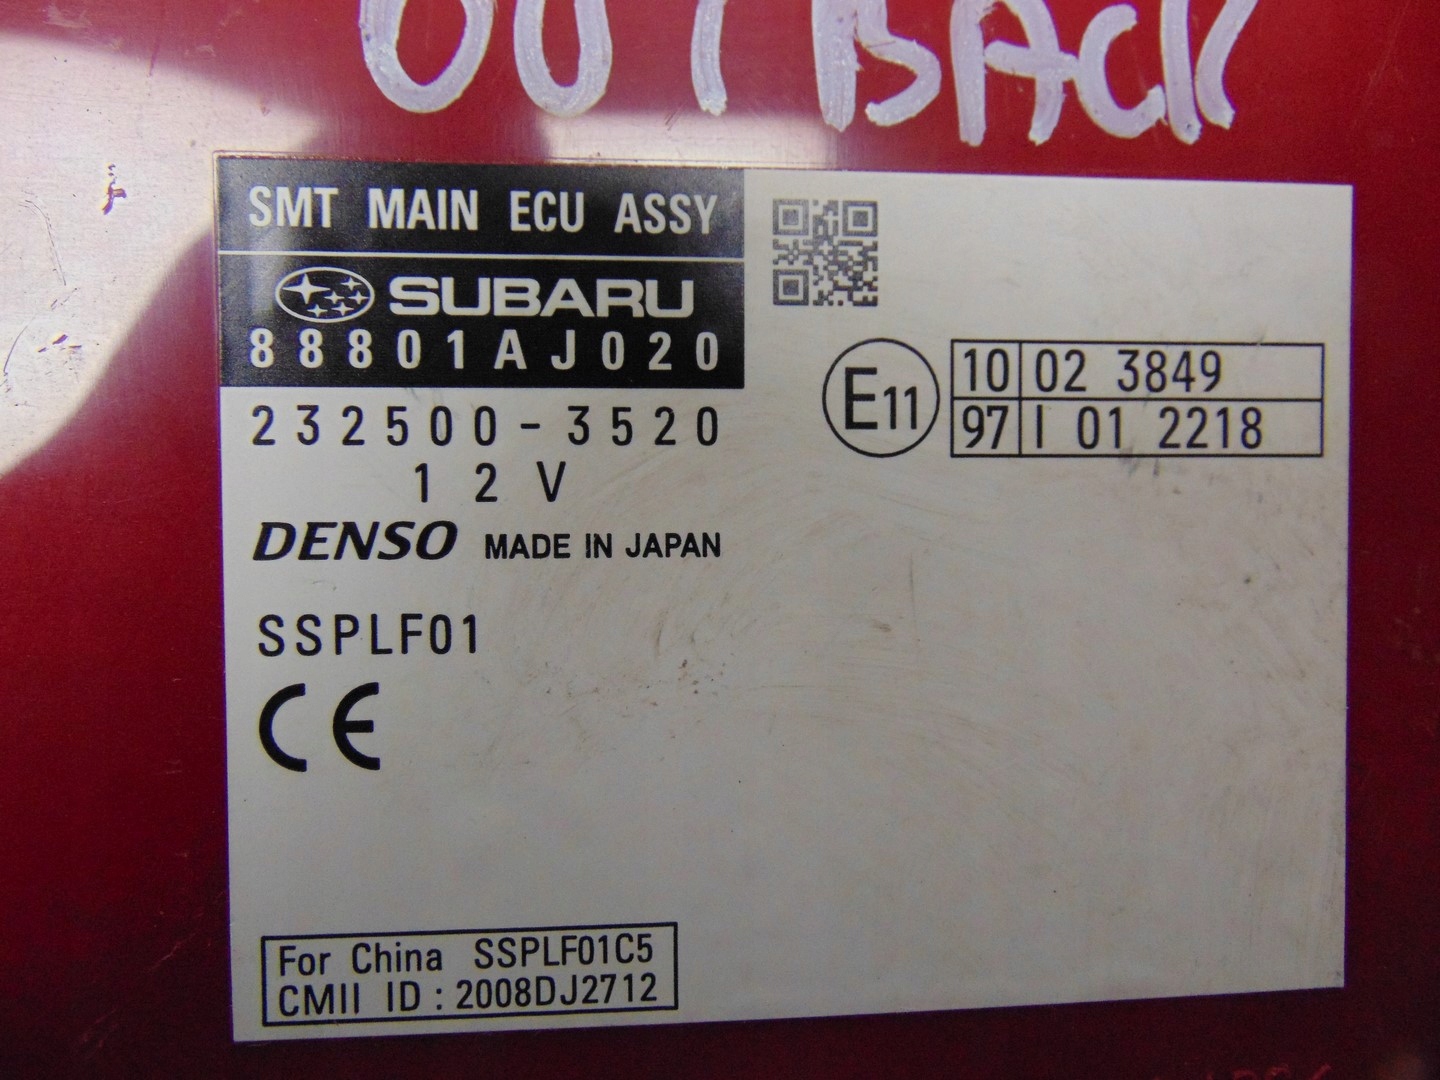 OUTBACK
SMT MAIN ECU ASSY
SUBARU
88801AJ020
232500-3520
12V
DENSO MADE IN JAPAN
SSPLF01
CE
E11
10 02 3849
97 I 01 2218
For China SSPLF01C5
CMII ID : 2008DJ2712